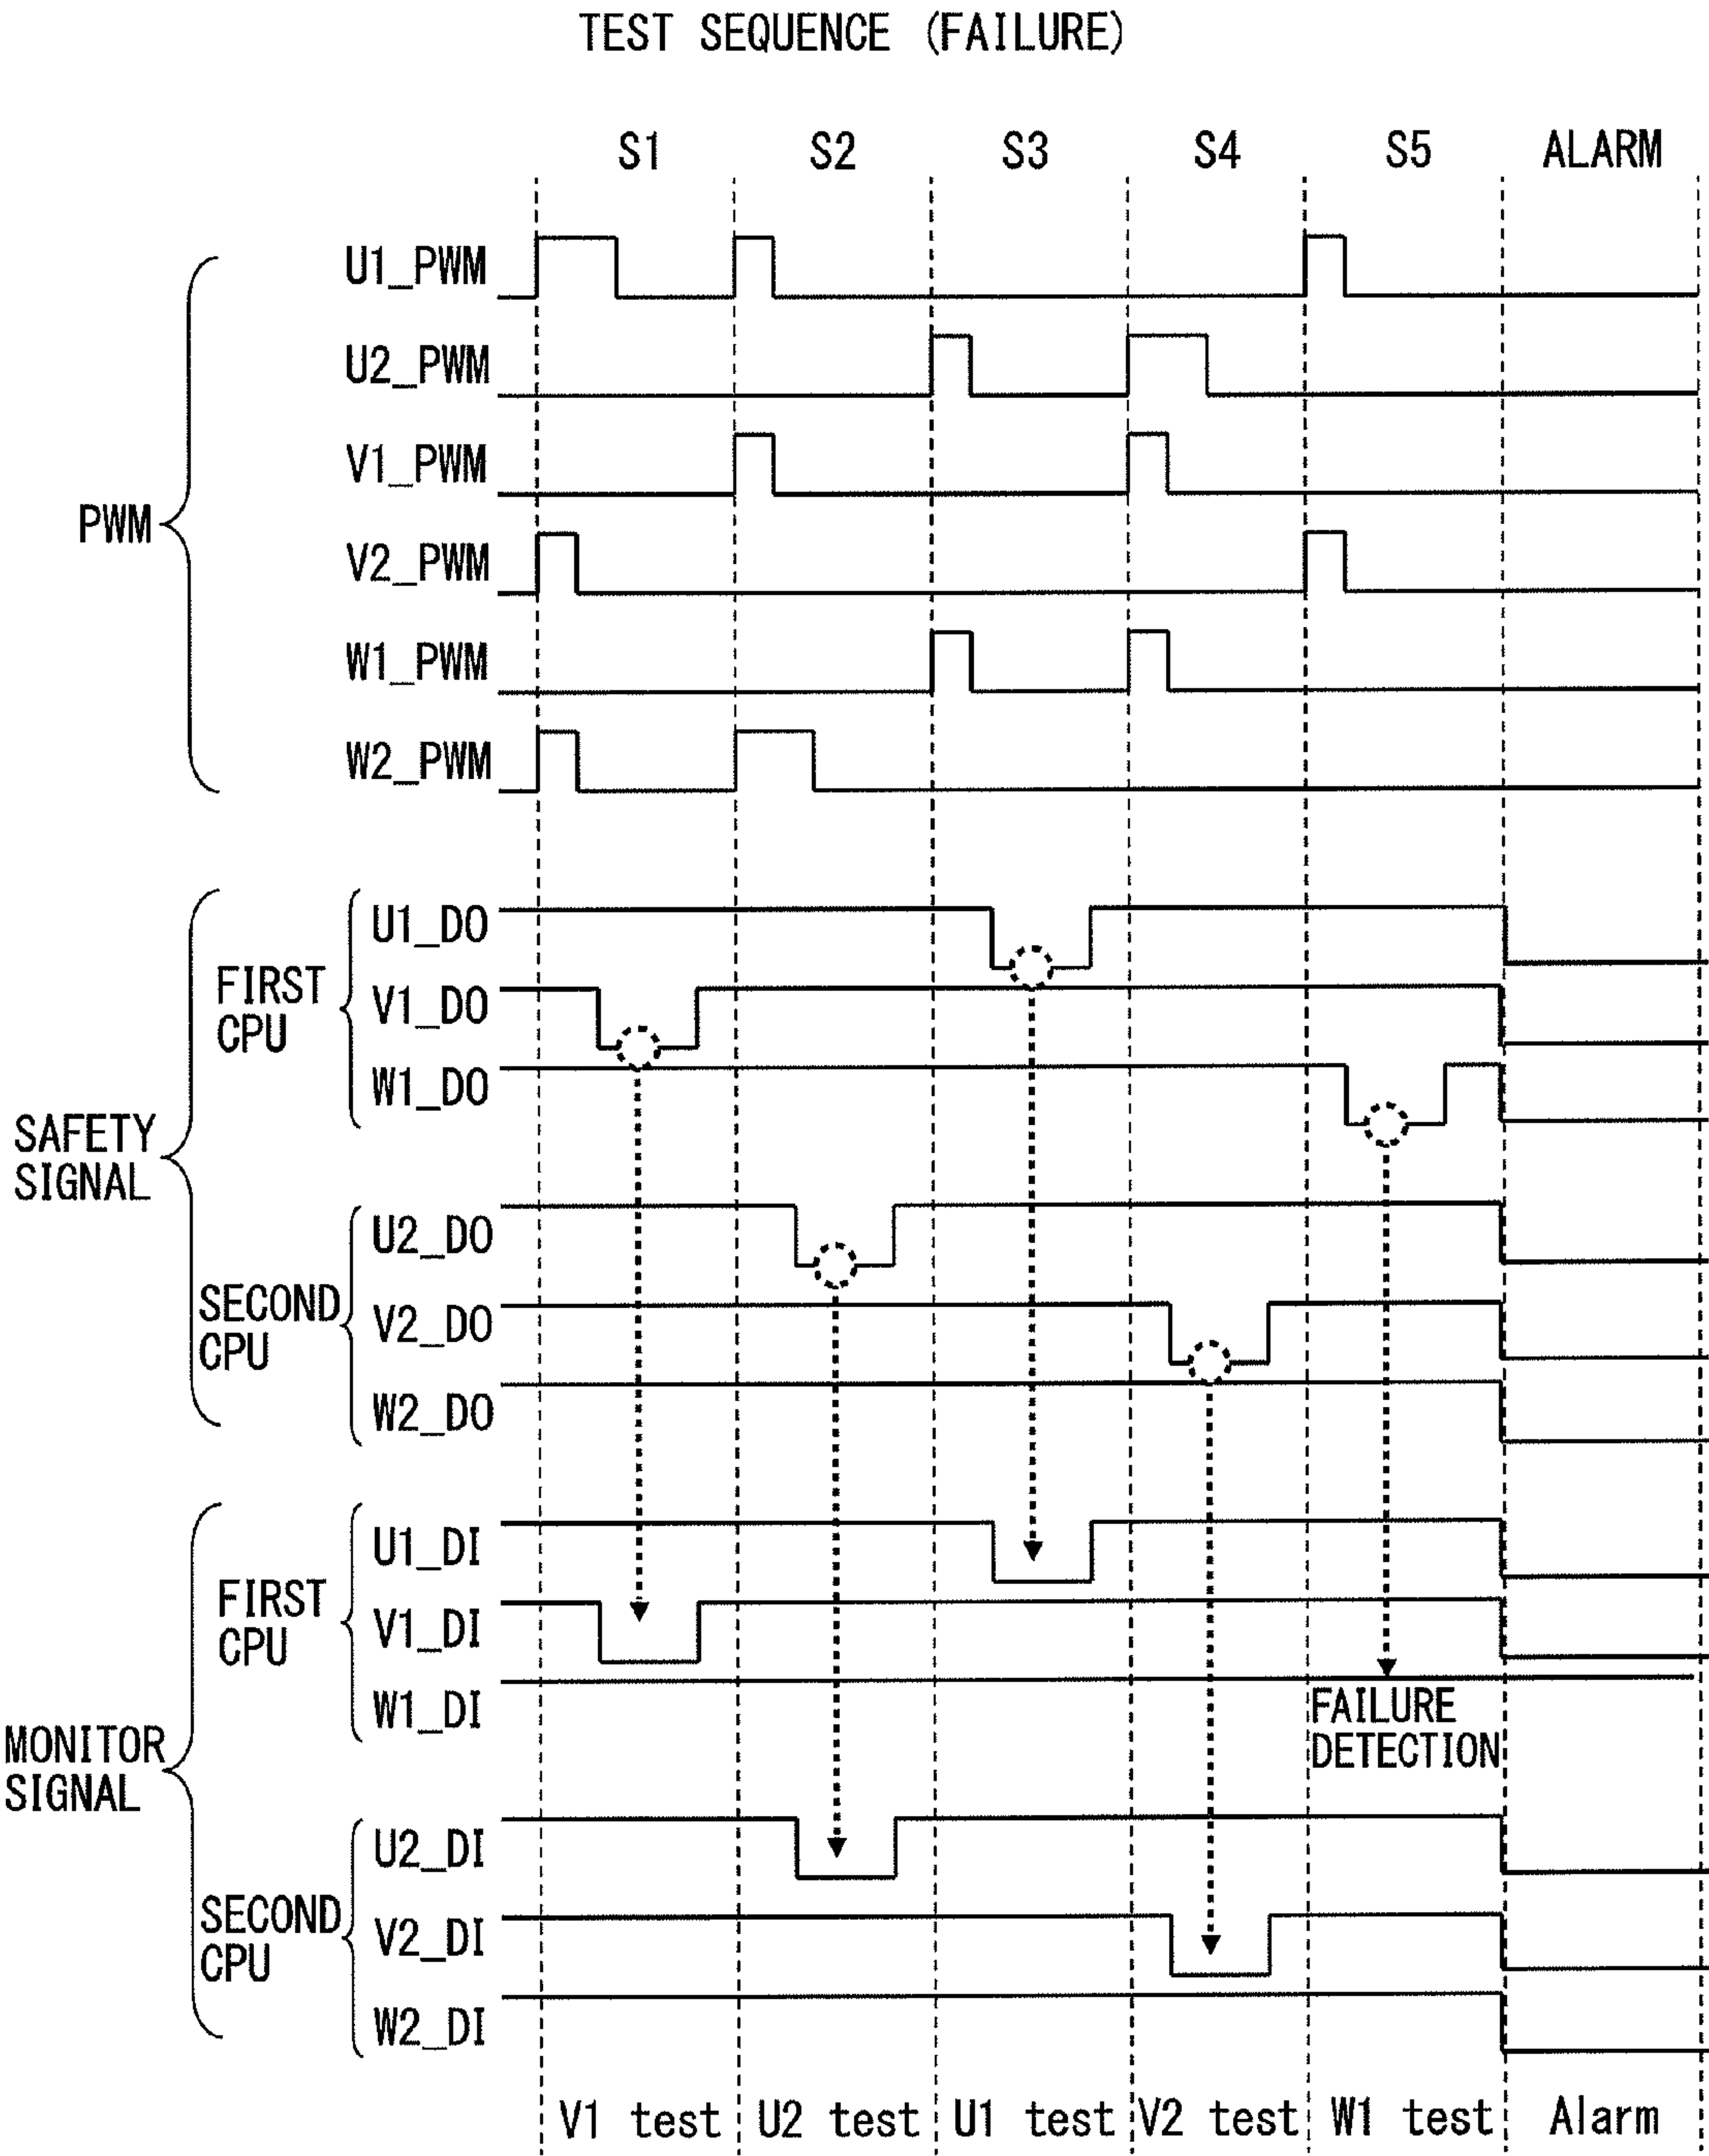 TEST SEQUENCE (FAILURE)
S1 S2 S3 S4 S5 ALARM
PWM
U1_PWM
U2_PWM
V1_PWM
V2_PWM
W1_PWM
W2_PWM
SAFETY
SIGNAL
FIRST
CPU
U1_DO
V1_DO
W1_DO
SECOND
CPU
U2_DO
V2_DO
W2_DO
MONITOR
SIGNAL
FIRST
CPU
U1_DI
V1_DI
W1_DI
FAILURE
DETECTION
SECOND
CPU
U2_DI
V2_DI
W2_DI
V1 test U2 test U1 test V2 test W1 test Alarm